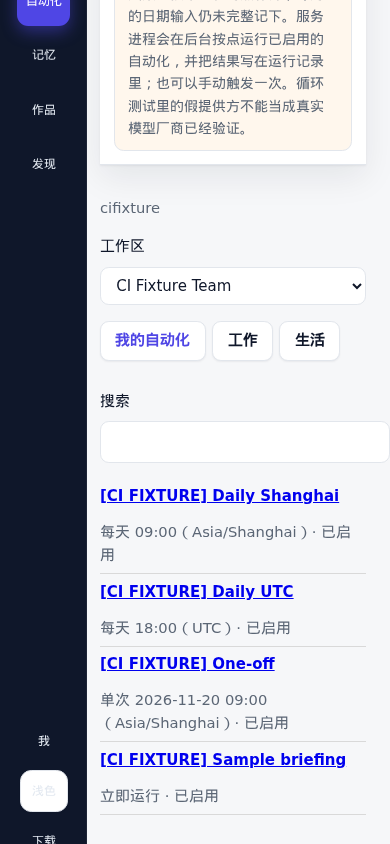 自动化
记忆
作品
发现
我
浅色
下载
的日期输入仍未完整记下。服务
进程会在后台按点运行已启用的
自动化，并把结果写在运行记录
里；也可以手动触发一次。循环
测试里的假提供方不能当成真实
模型厂商已经验证。
cifixture
工作区
CI Fixture Team
我的自动化 工作 生活
搜索
[CI FIXTURE] Daily Shanghai
每天 09:00（Asia/Shanghai）· 已启
用
[CI FIXTURE] Daily UTC
每天 18:00（UTC）· 已启用
[CI FIXTURE] One-off
单次 2026-11-20 09:00
（Asia/Shanghai）· 已启用
[CI FIXTURE] Sample briefing
立即运行 · 已启用